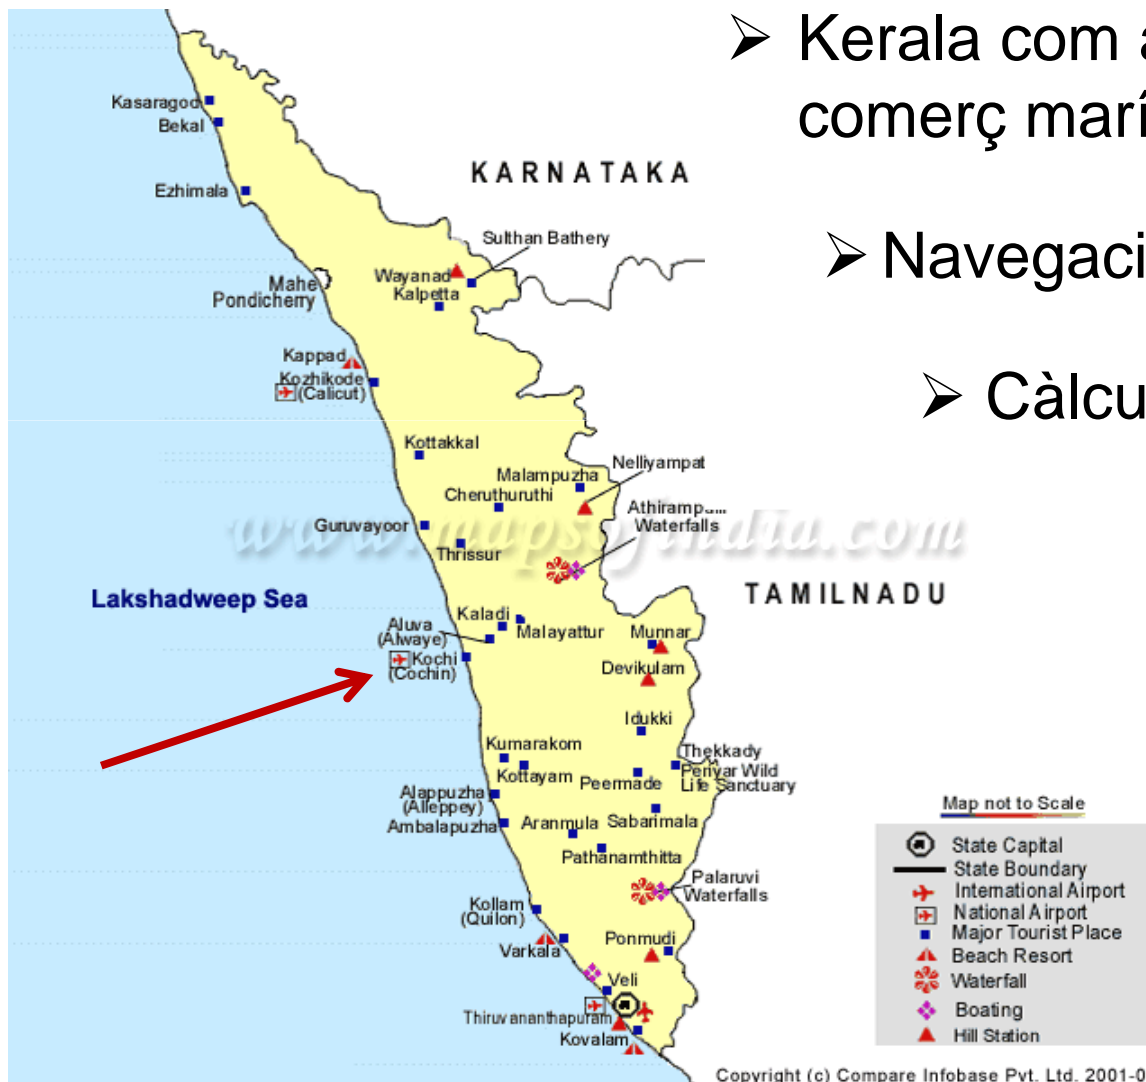 ➢ Kerala com
comerç
➢
➢
KARNATAKA
Kasaragod
Bekal
Ezhimala
Sulthan Bathery
Wayanad
Kalpetta
Mahe
Pondicherry
Kappad
Kozhikode
(Calicut)
Kottakkal
Nelliyampat
Malampuzha
Cheruthuruthi
Waterfalls
Guruvayoor
www.mapsofindia.com
Thrissur
TAMILNADU
Lakshadweep Sea
Kaladi
Malayattur
Munnar
Aluva
(Alwaye)
Kochi
(Cochin)
Devikulam
Idukki
Kumarakom
Kottayam
Thekkady
Peermade
Periyar Wild
Life Sanctuary
Alappuzha
(Alleppey)
Ambalapuzha
Aranmula
Sabarimala
Pathanamthitta
Palaruvi
Waterfalls
Kollam
(Quilon)
Varkala
Ponmudi
Veli
Thiruvananthapuram
Kovalam
Map not to Scale
State Capital
State Boundary
International Airport
National Airport
Major Tourist Place
Beach Resort
Waterfall
Boating
Hill Station
Copyright (c) Compare Infobase Pvt. Ltd. 2001-0